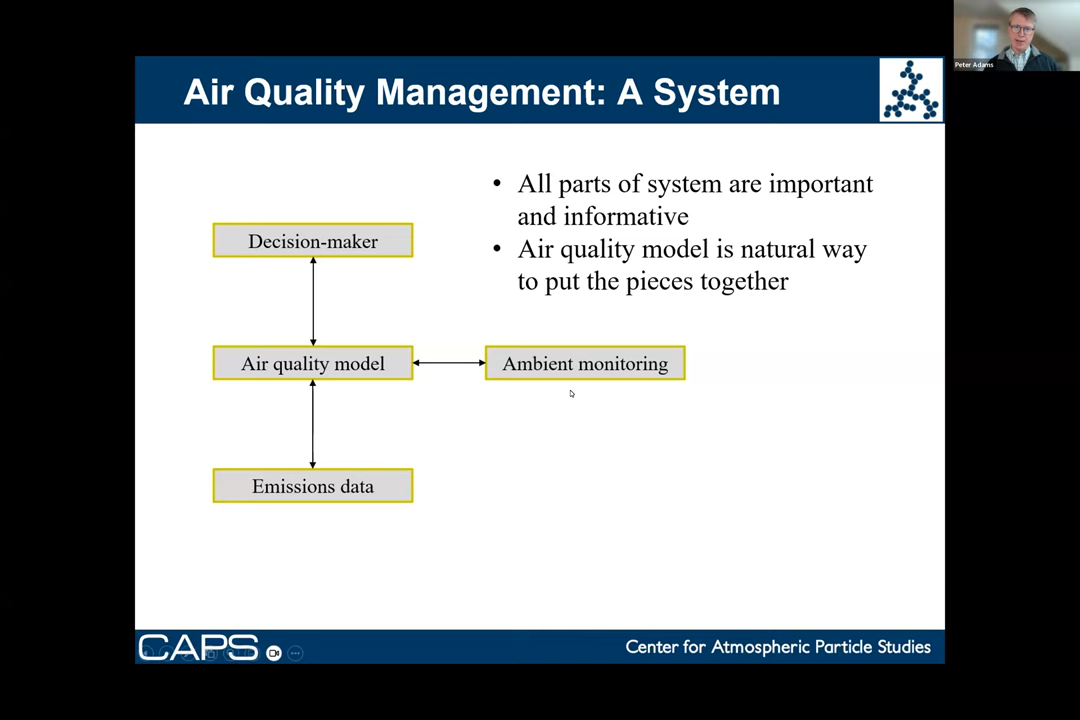 Peter Adams
Air Quality Management: A System
• All parts of system are important
and informative
• Air quality model is natural way
to put the pieces together
Decision-maker
Air quality model
Ambient monitoring
Emissions data
CAPS
Center for Atmospheric Particle Studies